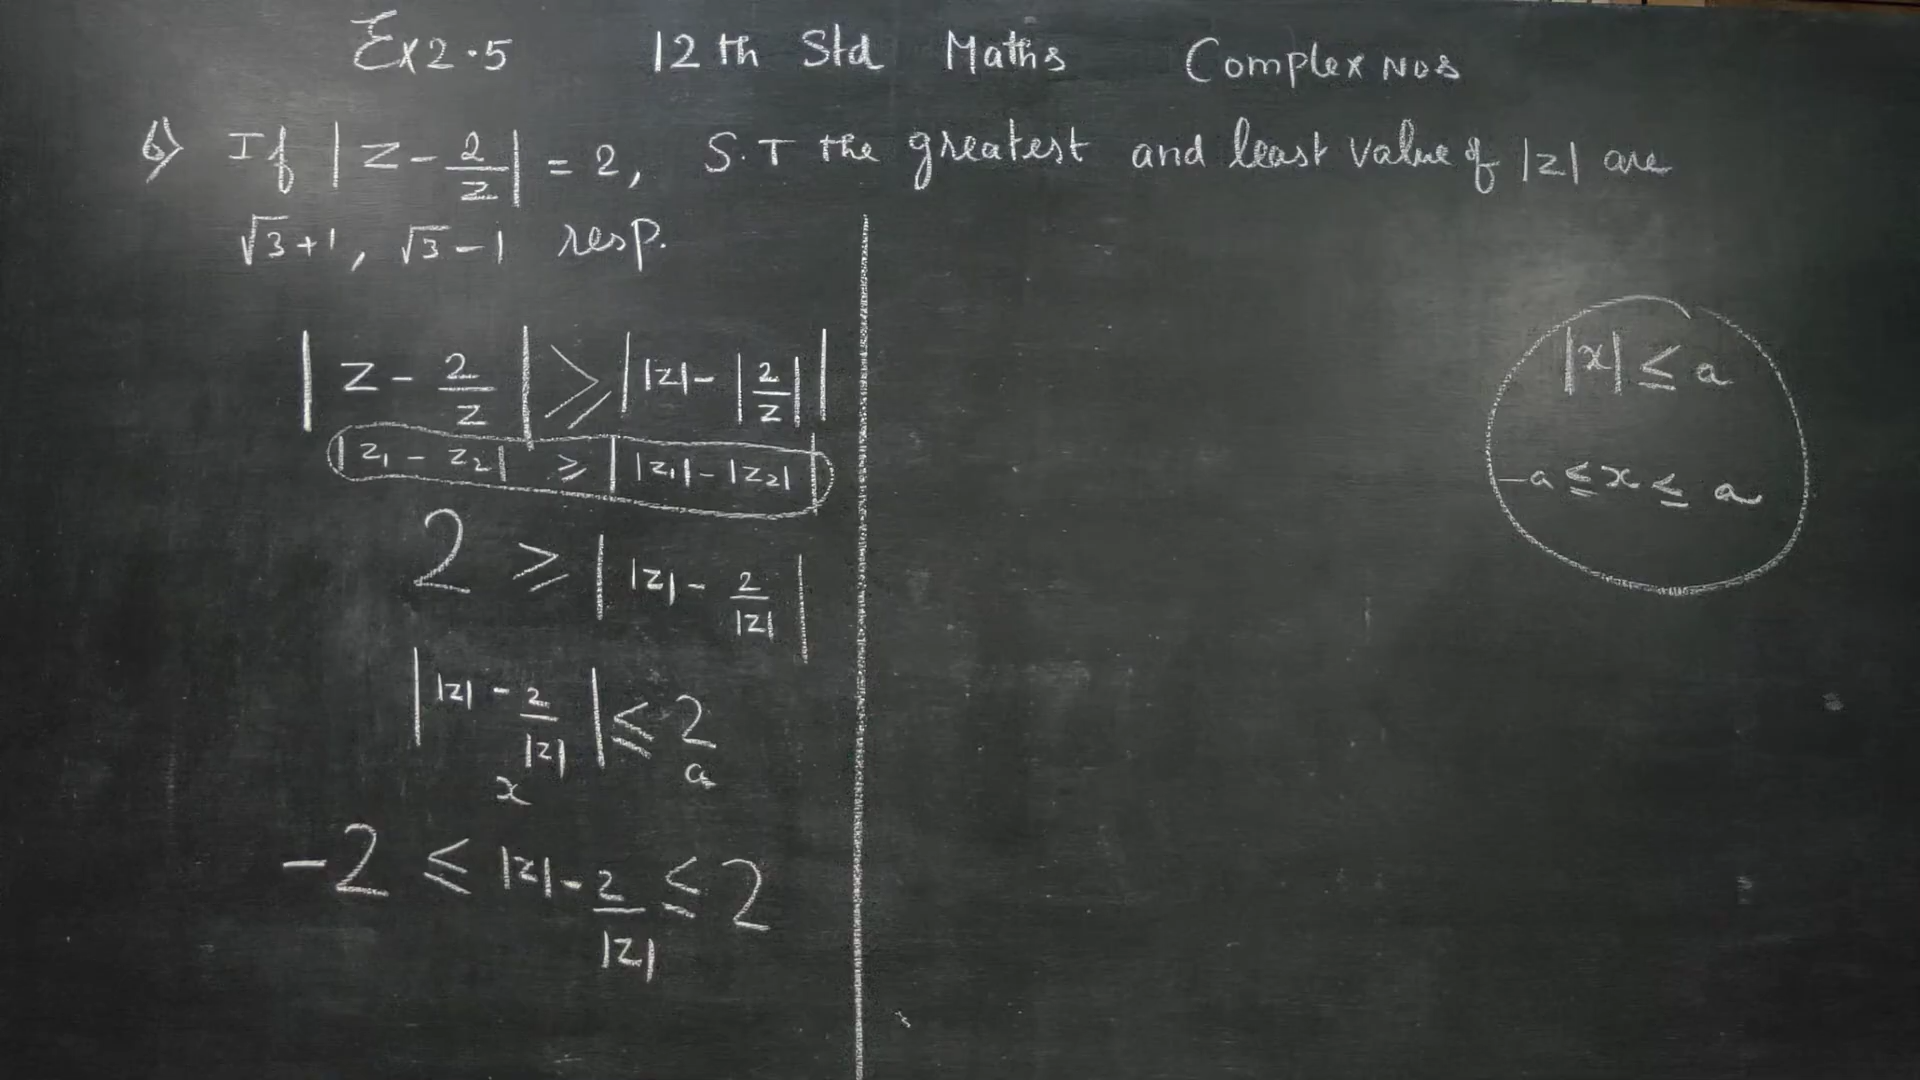 Ex 2.5 12th Std Maths Complex Nos
6) If |z - 2/z| = 2, S.T the greatest and least value of |z| are
√3+1, √3-1 resp.
|z - 2/z| ≥ ||z| - |2/z||
|z₁ - z₂| ≥ ||z₁| - |z₂||
2 ≥ ||z| - 2/|z||
||z| - 2/|z|| ≤ 2
x a
-2 ≤ |z| - 2/|z| ≤ 2
|x| ≤ a
-a ≤ x ≤ a